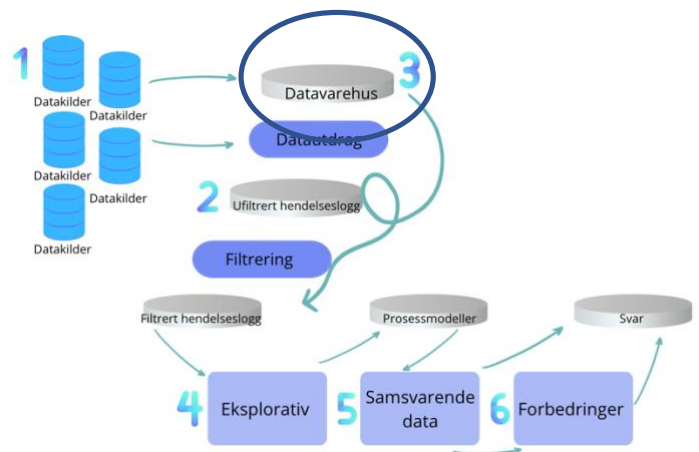 1
Datakilder
Datakilder
Datakilder
Datakilder
Datakilder
Datavarehus
3
Datautdrag
2
Ufiltrert hendelseslogg
Filtrering
Filtrert hendelseslogg
Prosessmodeller
Svar
4
Eksplorativ
5
Samsvarende
data
6
Forbedringer